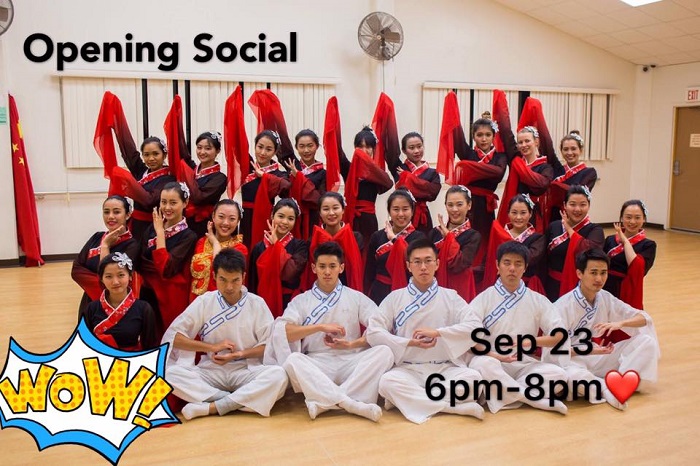 Opening Social
EXIT
Sep 23
6pm-8pm❤️
WOW!